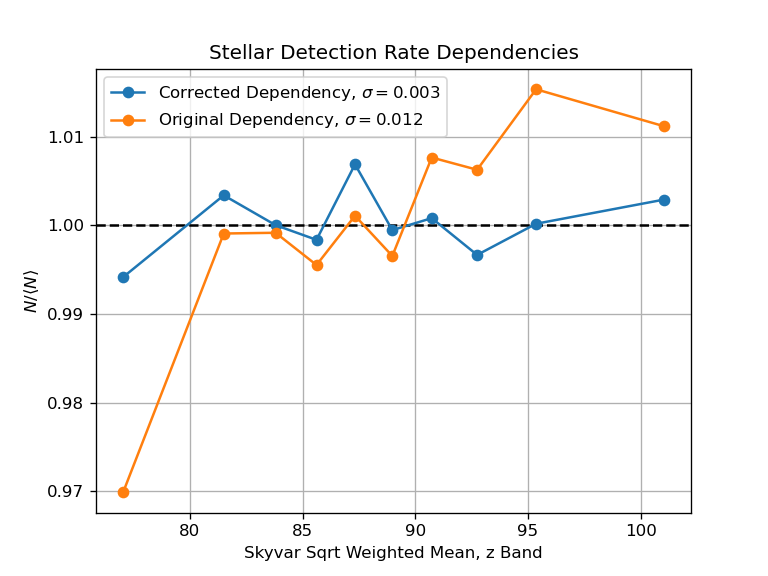 Stellar Detection Rate Dependencies
Corrected Dependency, σ = 0.003
Original Dependency, σ = 0.012
1.01
1.00
0.99
0.98
0.97
N/⟨N⟩
80 85 90 95 100
Skyvar Sqrt Weighted Mean, z Band